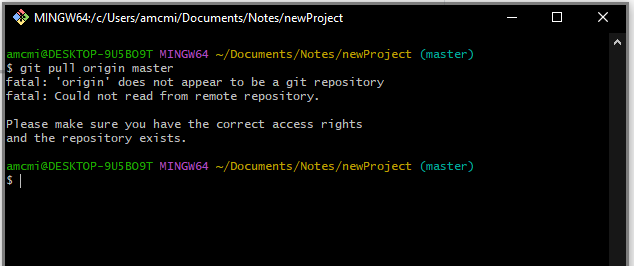 MINGW64:/c/Users/amcmi/Documents/Notes/newProject
amcmi@DESKTOP-9U5BO9T MINGW64 ~/Documents/Notes/newProject (master)
$ git pull origin master
fatal: 'origin' does not appear to be a git repository
fatal: Could not read from remote repository.
Please make sure you have the correct access rights
and the repository exists.
amcmi@DESKTOP-9U5BO9T MINGW64 ~/Documents/Notes/newProject (master)
$